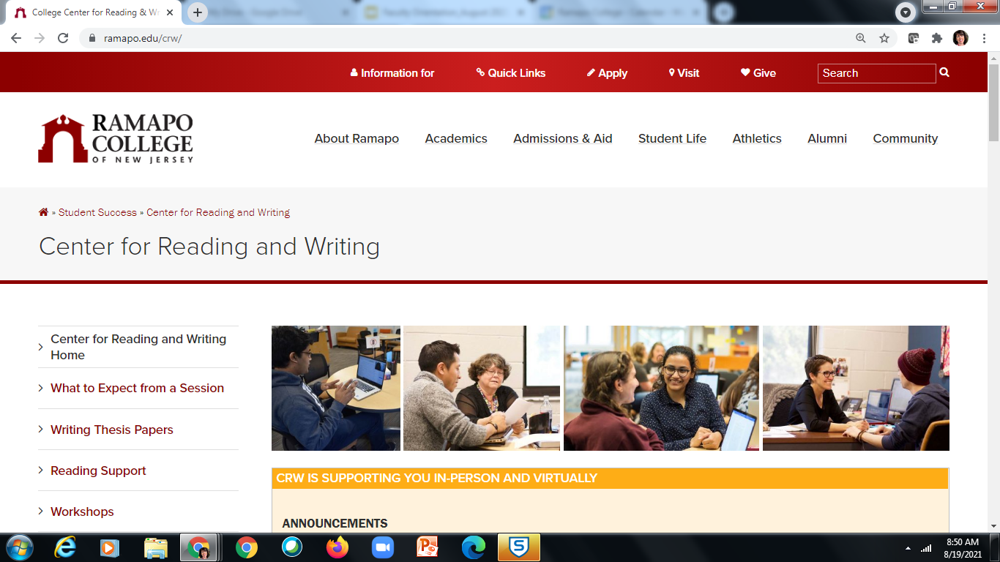 College Center for Reading & Wr
ramapo.edu/crw/
Information for
Quick Links
Apply
Visit
Give
Search
RAMAPO
COLLEGE
OF NEW JERSEY
About Ramapo
Academics
Admissions & Aid
Student Life
Athletics
Alumni
Community
» Student Success » Center for Reading and Writing
Center for Reading and Writing
Center for Reading and Writing
Home
What to Expect from a Session
Writing Thesis Papers
Reading Support
Workshops
CRW IS SUPPORTING YOU IN-PERSON AND VIRTUALLY
ANNOUNCEMENTS
8:50 AM
8/19/2021